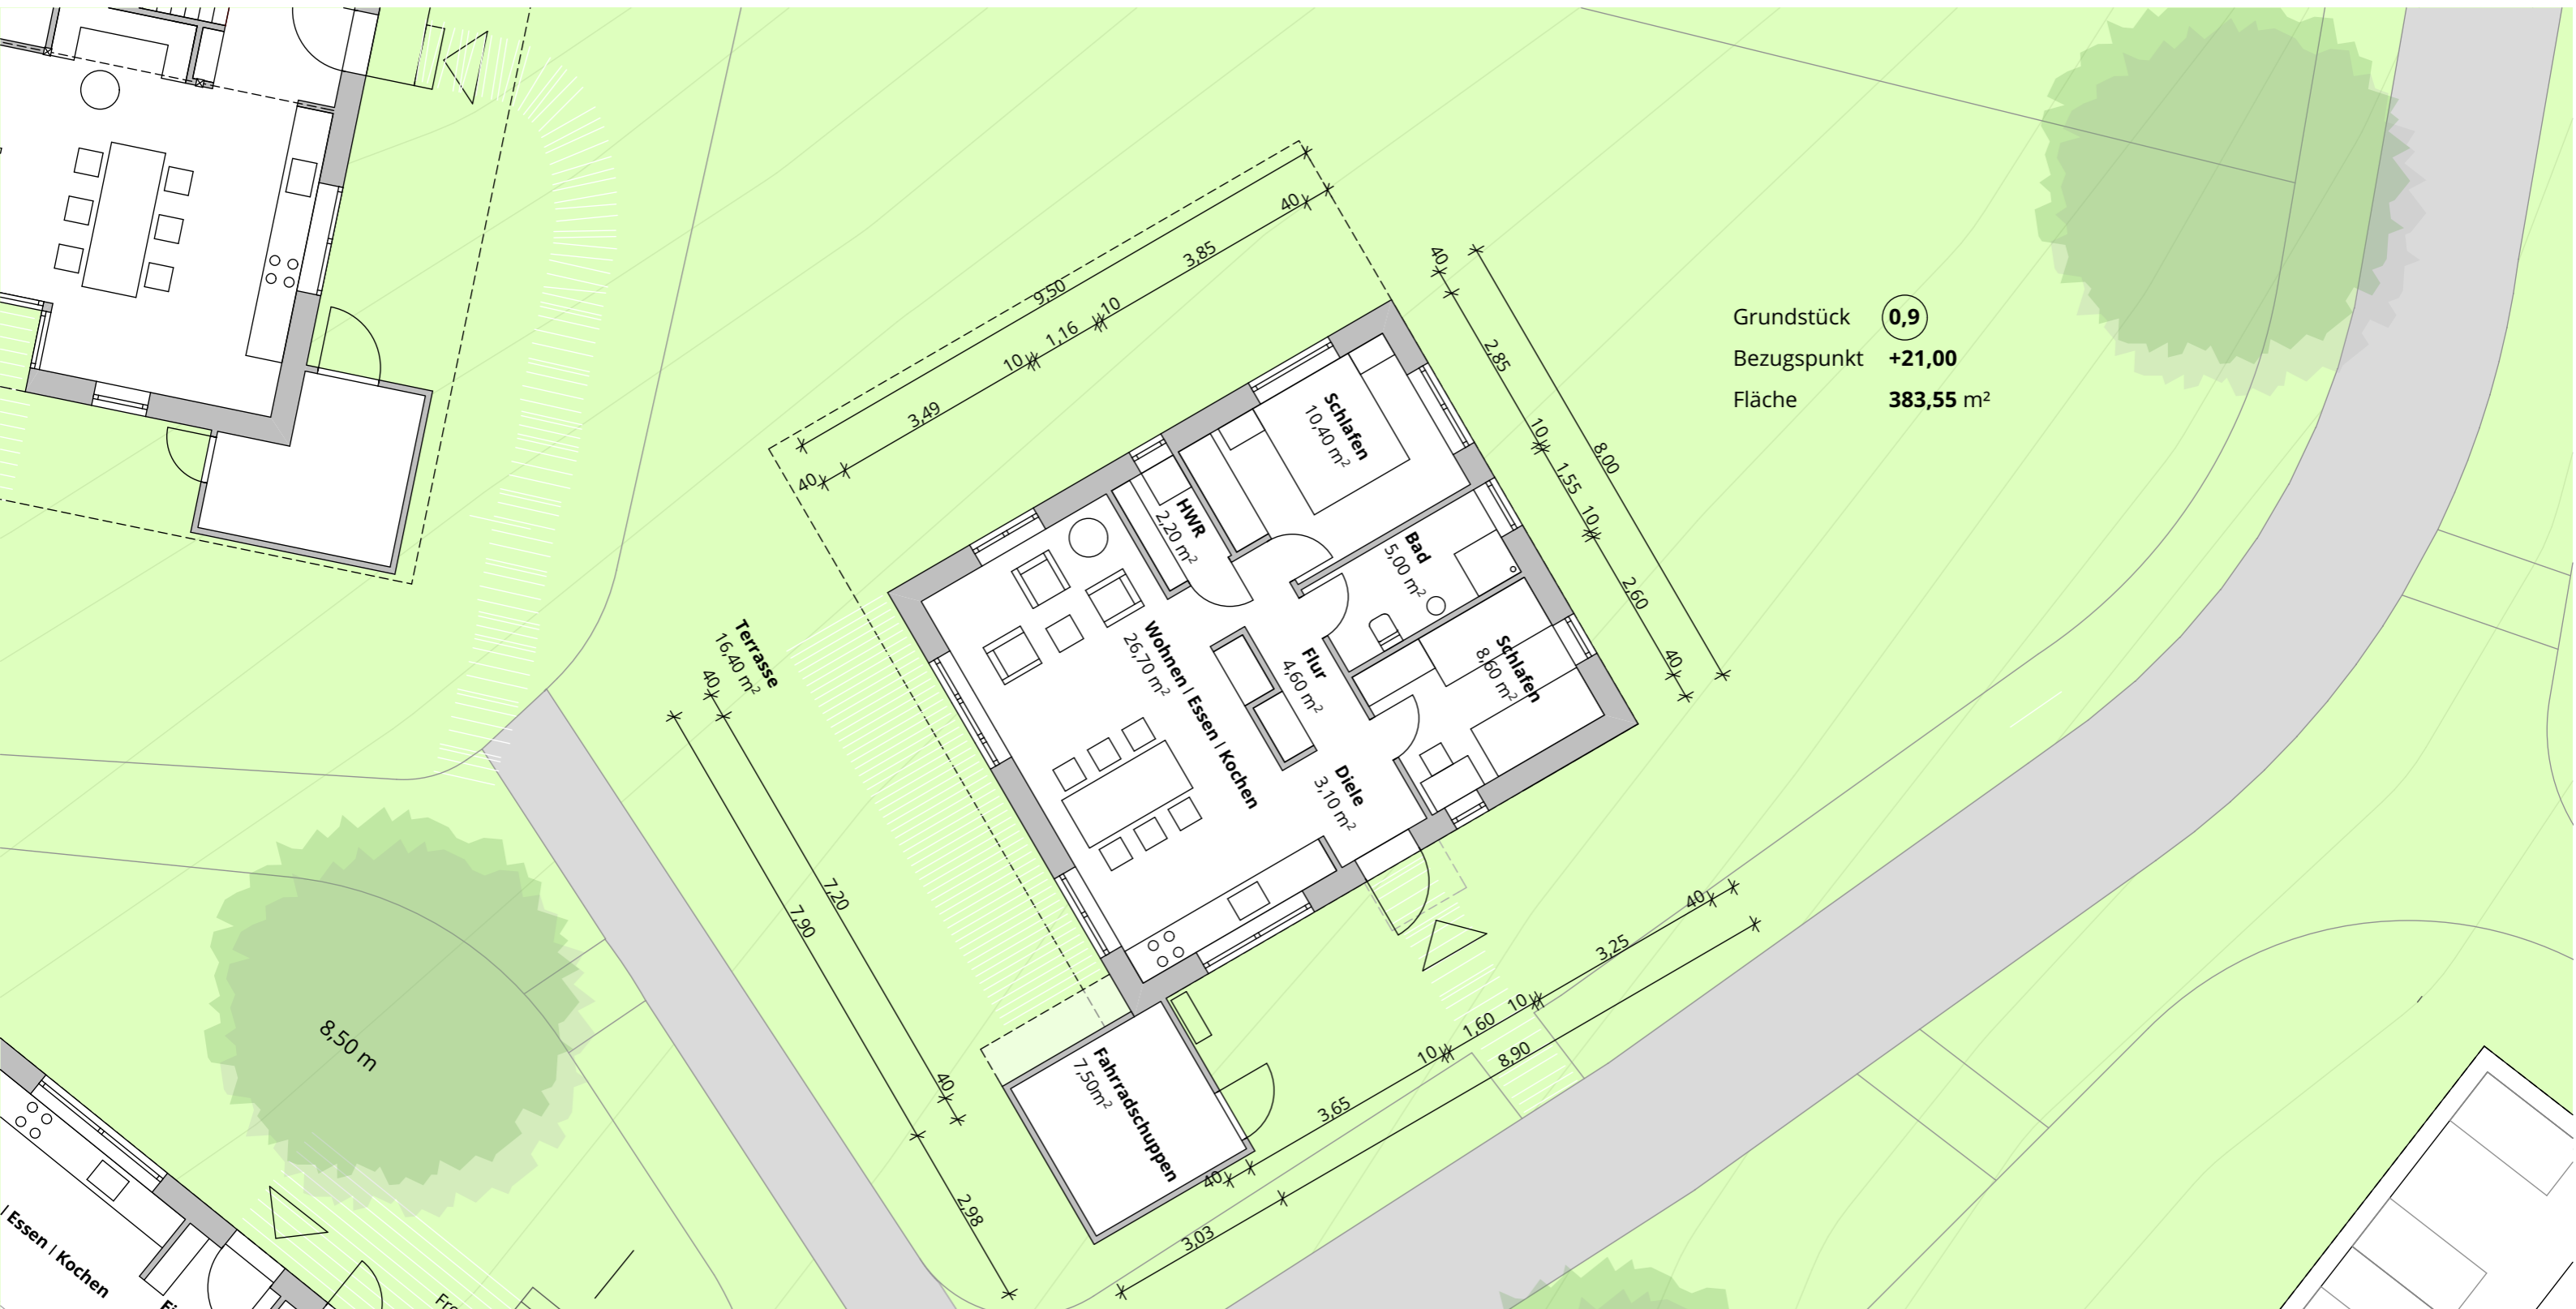 Grundstück 0,9
Bezugspunkt +21,00
Fläche 383,55 m²
9,50
40
3,49
10
1,16
10
3,85
40
40
2,85
10
1,55
10
2,60
40
8,00
Schlafen
10,40 m²
HWR
2,20 m²
Bad
5,00 m²
Schlafen
8,60 m²
Flur
4,60 m²
Wohnen | Essen | Kochen
26,70 m²
Diele
3,10 m²
Terrasse
16,40 m²
40
7,20
40
7,90
2,98
Fahrradschuppen
7,50m²
40
3,65
10
1,60
10
3,25
40
8,90
3,03
8,50 m
| Essen | Kochen